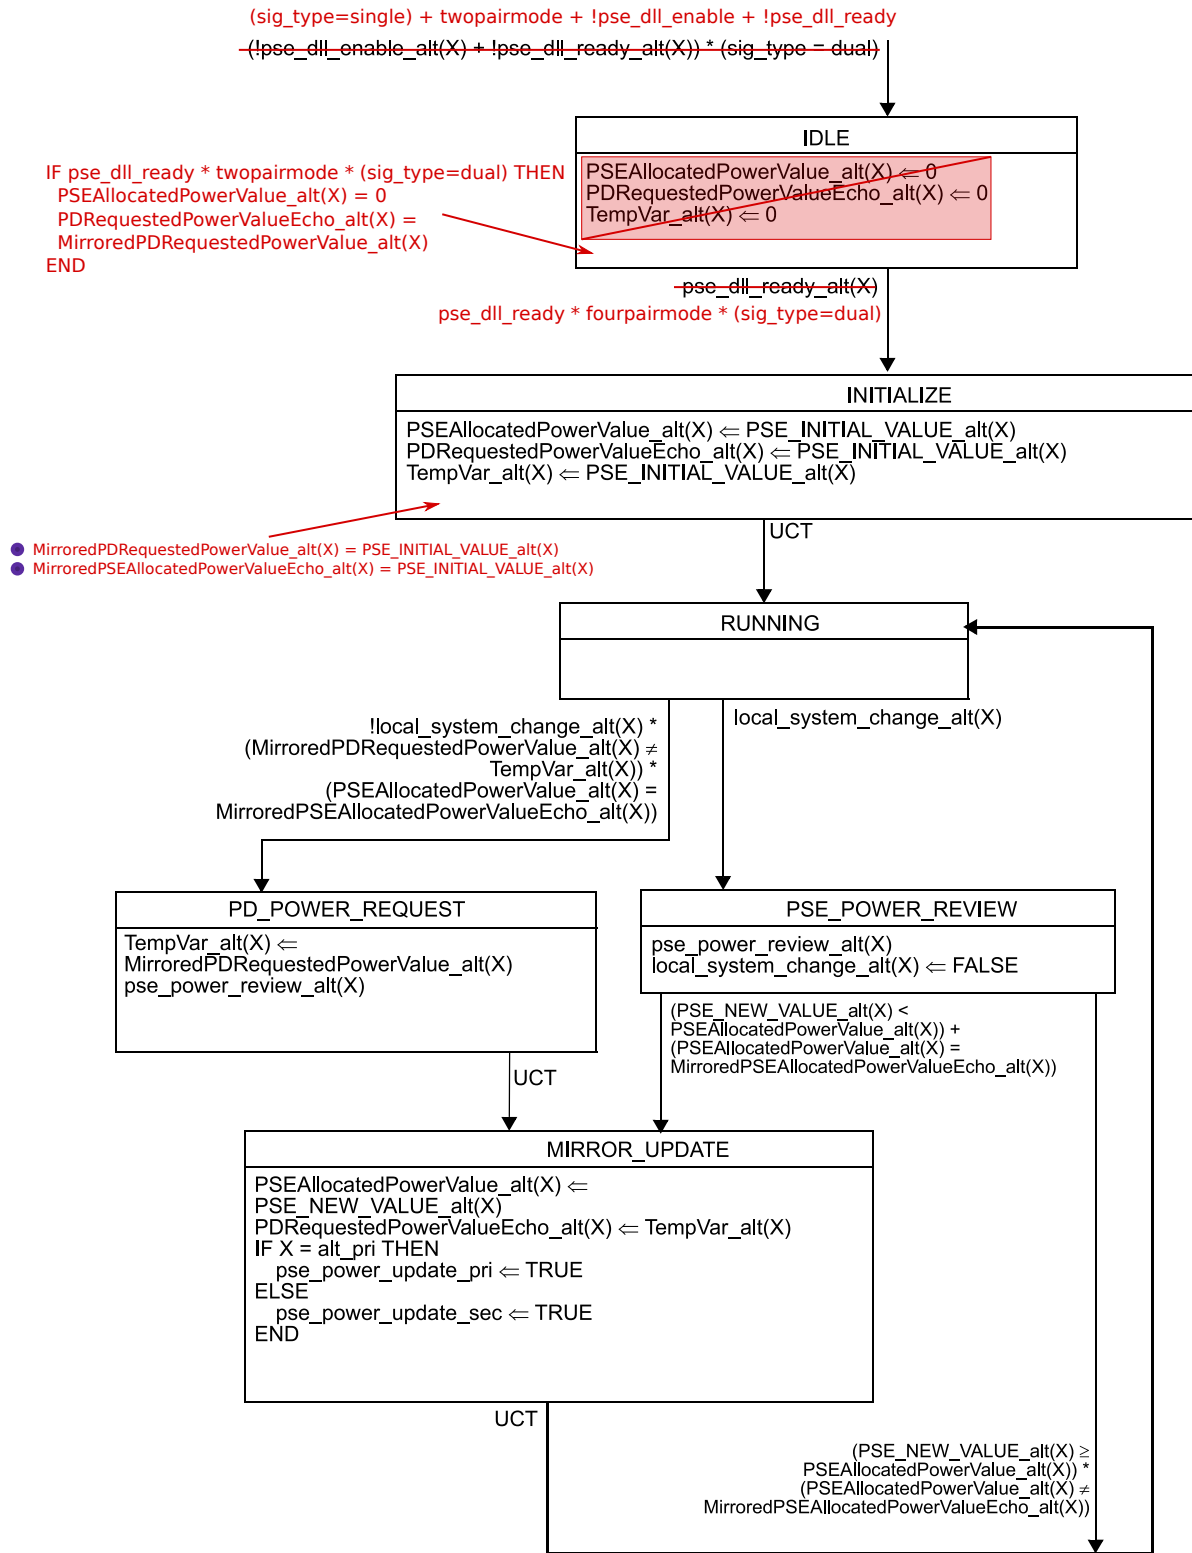 (sig_type=single) + twopairmode + !pse_dll_enable + !pse_dll_ready
(!pse_dll_enable_alt(X) + !pse_dll_ready_alt(X)) * (sig_type = dual)
IDLE
IF pse_dll_ready * twopairmode * (sig_type=dual) THEN
PSEAllocatedPowerValue_alt(X) = 0
PDRequestedPowerValueEcho_alt(X) =
MirroredPDRequestedPowerValue_alt(X)
END
PSEAllocatedPowerValue_alt(X) ⇐ 0
PDRequestedPowerValueEcho_alt(X) ⇐ 0
TempVar_alt(X) ⇐ 0
pse_dll_ready_alt(X)
pse_dll_ready * fourpairmode * (sig_type=dual)
INITIALIZE
PSEAllocatedPowerValue_alt(X) ⇐ PSE_INITIAL_VALUE_alt(X)
PDRequestedPowerValueEcho_alt(X) ⇐ PSE_INITIAL_VALUE_alt(X)
TempVar_alt(X) ⇐ PSE_INITIAL_VALUE_alt(X)
UCT
MirroredPDRequestedPowerValue_alt(X) = PSE_INITIAL_VALUE_alt(X)
MirroredPSEAllocatedPowerValueEcho_alt(X) = PSE_INITIAL_VALUE_alt(X)
RUNNING
!local_system_change_alt(X) *
(MirroredPDRequestedPowerValue_alt(X) ≠
TempVar_alt(X)) *
(PSEAllocatedPowerValue_alt(X) =
MirroredPSEAllocatedPowerValueEcho_alt(X))
local_system_change_alt(X)
PD_POWER_REQUEST
TempVar_alt(X) ⇐
MirroredPDRequestedPowerValue_alt(X)
pse_power_review_alt(X)
PSE_POWER_REVIEW
pse_power_review_alt(X)
local_system_change_alt(X) ⇐ FALSE
UCT
(PSE_NEW_VALUE_alt(X) <
PSEAllocatedPowerValue_alt(X)) +
(PSEAllocatedPowerValue_alt(X) =
MirroredPSEAllocatedPowerValueEcho_alt(X))
MIRROR_UPDATE
PSEAllocatedPowerValue_alt(X) ⇐
PSE_NEW_VALUE_alt(X)
PDRequestedPowerValueEcho_alt(X) ⇐ TempVar_alt(X)
IF X = alt_pri THEN
pse_power_update_pri ⇐ TRUE
ELSE
pse_power_update_sec ⇐ TRUE
END
UCT
(PSE_NEW_VALUE_alt(X) ≥
PSEAllocatedPowerValue_alt(X)) *
(PSEAllocatedPowerValue_alt(X) ≠
MirroredPSEAllocatedPowerValueEcho_alt(X))